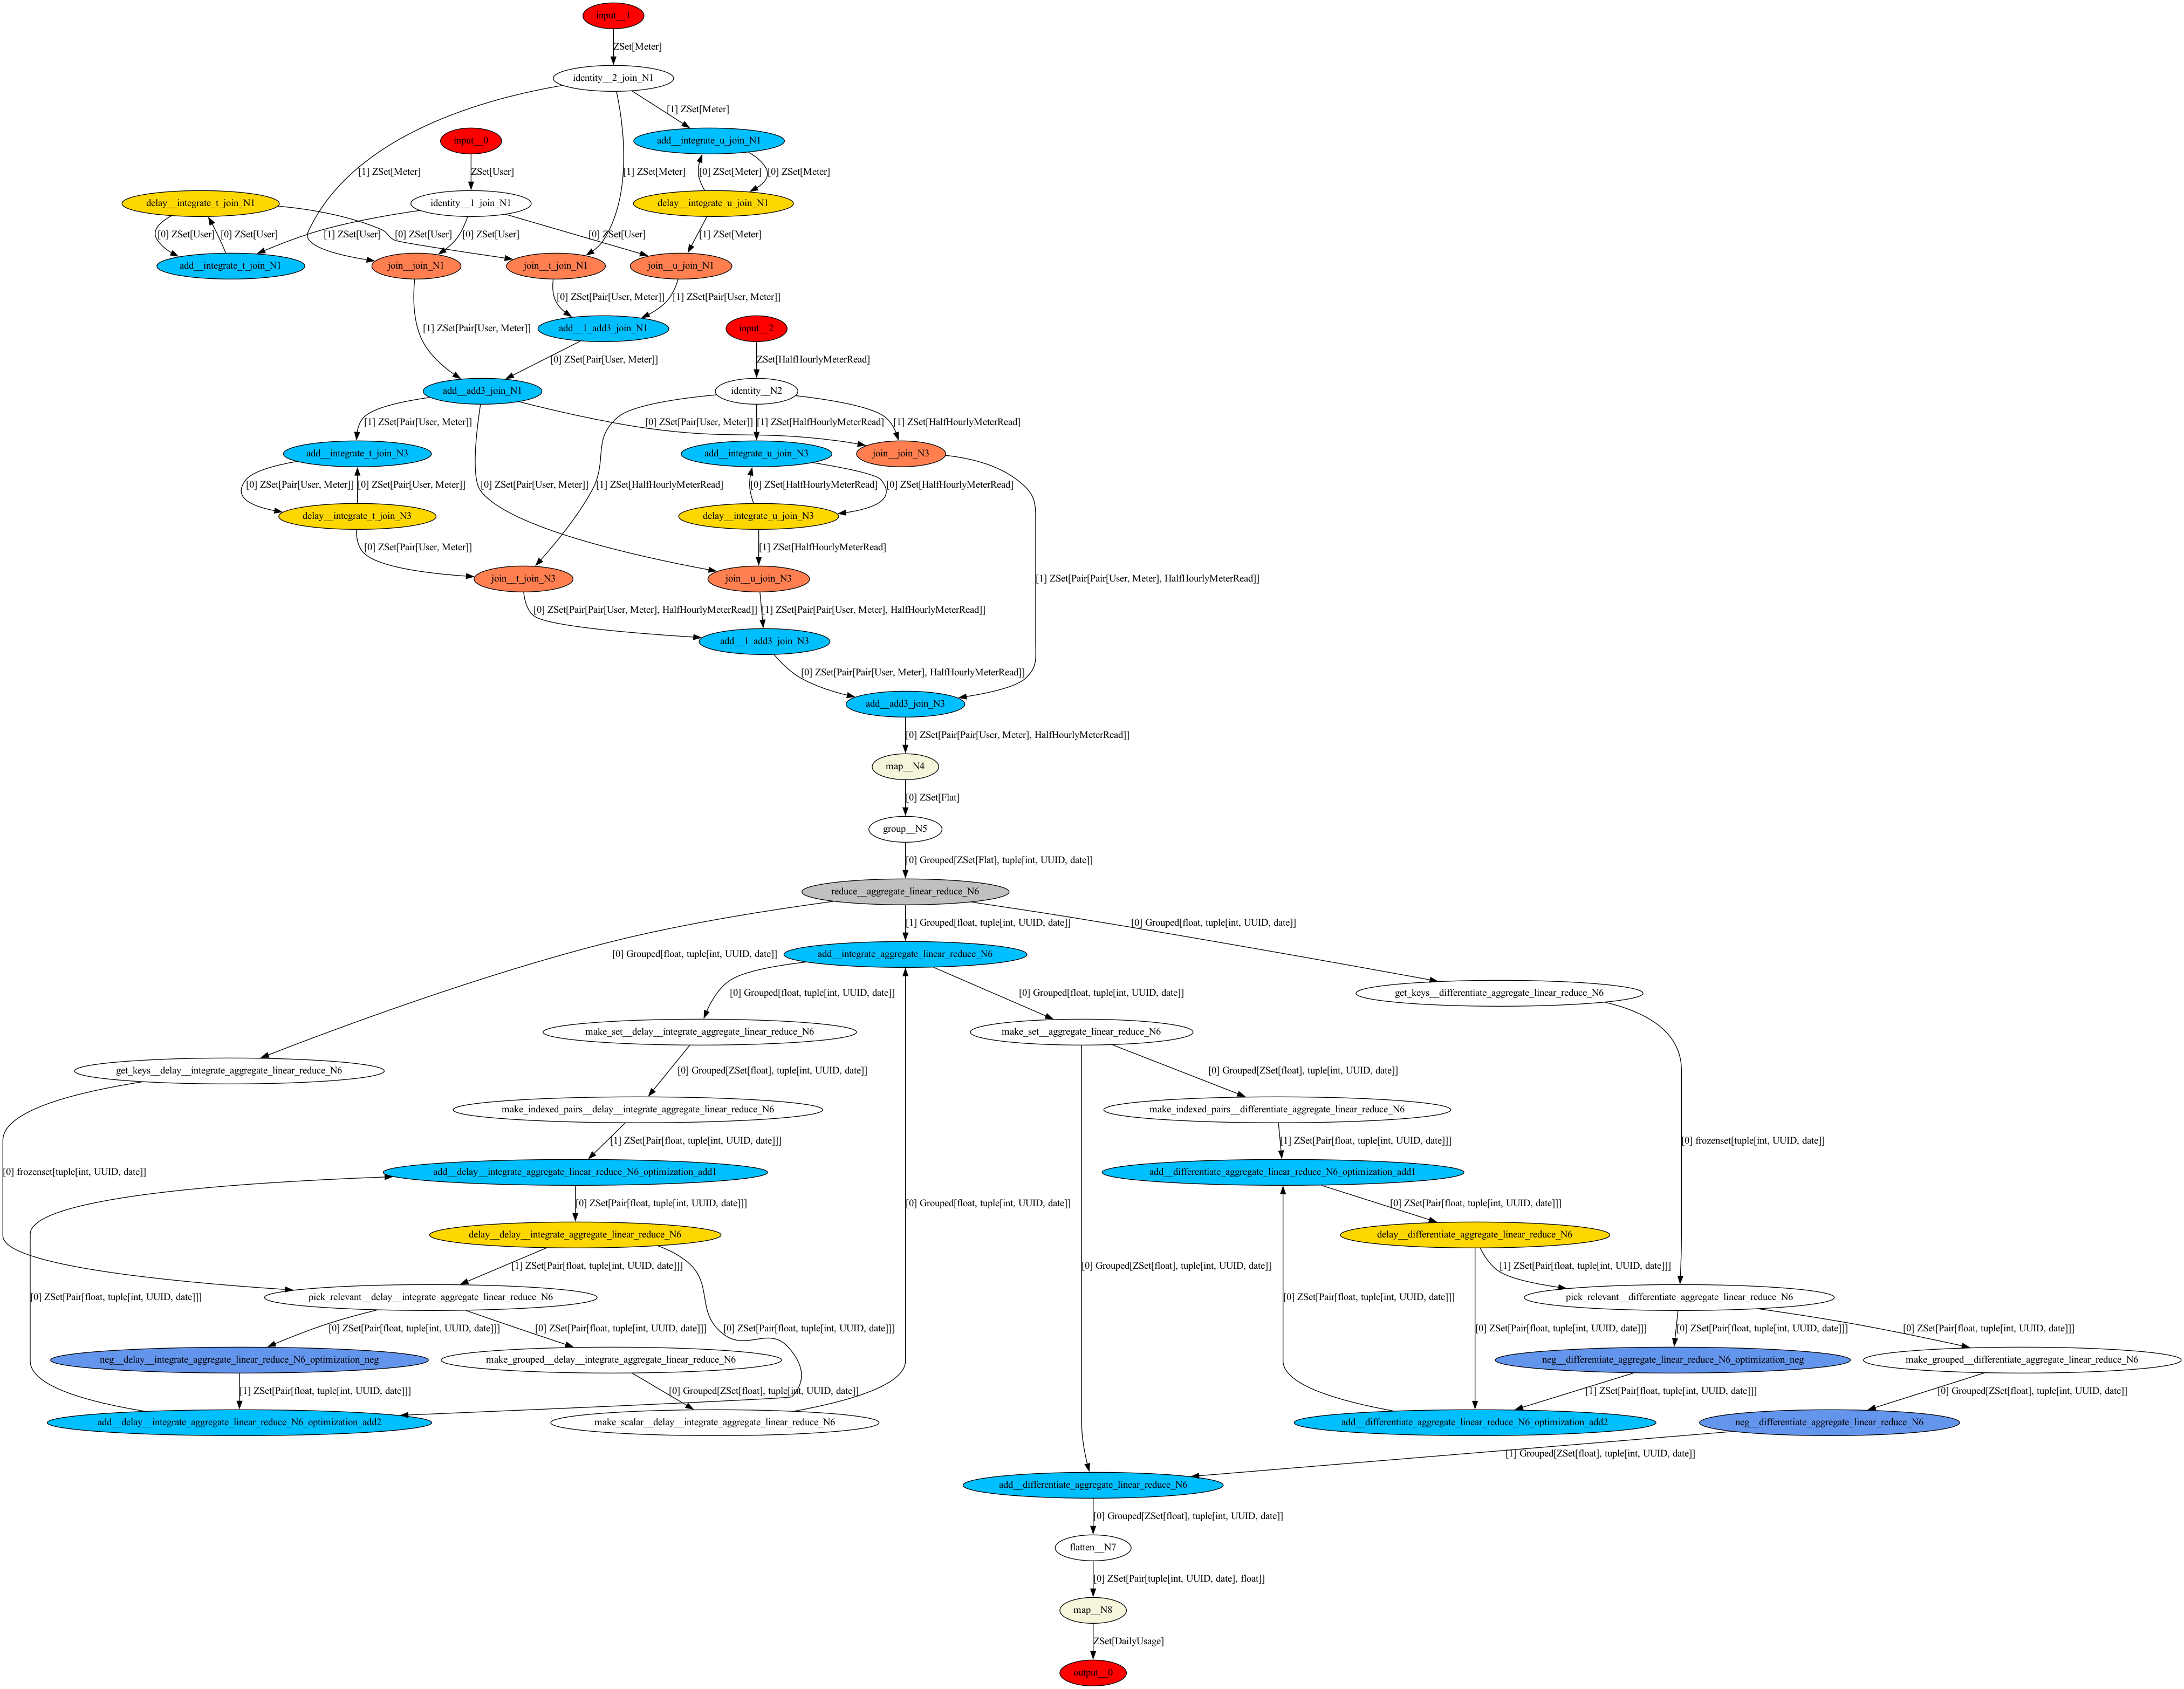 input__1
ZSet[Meter]
identity__2_join_N1
[1] ZSet[Meter]
input__0
add__integrate_u_join_N1
[1] ZSet[Meter]
ZSet[User]
[1] ZSet[Meter]
[0] ZSet[Meter]
[0] ZSet[Meter]
delay__integrate_t_join_N1
identity__1_join_N1
delay__integrate_u_join_N1
[0] ZSet[User]
[0] ZSet[User]
[1] ZSet[User]
[0] ZSet[User]
[0] ZSet[User]
[0] ZSet[User]
[1] ZSet[Meter]
add__integrate_t_join_N1
join__join_N1
join__t_join_N1
join__u_join_N1
[0] ZSet[Pair[User, Meter]]
[1] ZSet[Pair[User, Meter]]
[1] ZSet[Pair[User, Meter]]
add__1_add3_join_N1
input__2
[0] ZSet[Pair[User, Meter]]
ZSet[HalfHourlyMeterRead]
add__add3_join_N1
identity__N2
[1] ZSet[Pair[User, Meter]]
[0] ZSet[Pair[User, Meter]]
[1] ZSet[HalfHourlyMeterRead]
[1] ZSet[HalfHourlyMeterRead]
add__integrate_t_join_N3
add__integrate_u_join_N3
join__join_N3
[0] ZSet[Pair[User, Meter]]
[0] ZSet[Pair[User, Meter]]
[0] ZSet[Pair[User, Meter]]
[1] ZSet[HalfHourlyMeterRead]
[0] ZSet[HalfHourlyMeterRead]
[0] ZSet[HalfHourlyMeterRead]
delay__integrate_t_join_N3
delay__integrate_u_join_N3
[0] ZSet[Pair[User, Meter]]
[1] ZSet[HalfHourlyMeterRead]
join__t_join_N3
join__u_join_N3
[1] ZSet[Pair[Pair[User, Meter], HalfHourlyMeterRead]]
[0] ZSet[Pair[Pair[User, Meter], HalfHourlyMeterRead]]
[1] ZSet[Pair[Pair[User, Meter], HalfHourlyMeterRead]]
add__1_add3_join_N3
[0] ZSet[Pair[Pair[User, Meter], HalfHourlyMeterRead]]
add__add3_join_N3
[0] ZSet[Pair[Pair[User, Meter], HalfHourlyMeterRead]]
map__N4
[0] ZSet[Flat]
group__N5
[0] Grouped[ZSet[Flat], tuple[int, UUID, date]]
reduce__aggregate_linear_reduce_N6
[1] Grouped[float, tuple[int, UUID, date]]
[0] Grouped[float, tuple[int, UUID, date]]
[0] Grouped[float, tuple[int, UUID, date]]
add__integrate_aggregate_linear_reduce_N6
[0] Grouped[float, tuple[int, UUID, date]]
[0] Grouped[float, tuple[int, UUID, date]]
get_keys__differentiate_aggregate_linear_reduce_N6
make_set__delay__integrate_aggregate_linear_reduce_N6
make_set__aggregate_linear_reduce_N6
get_keys__delay__integrate_aggregate_linear_reduce_N6
[0] Grouped[ZSet[float], tuple[int, UUID, date]]
[0] Grouped[ZSet[float], tuple[int, UUID, date]]
make_indexed_pairs__delay__integrate_aggregate_linear_reduce_N6
make_indexed_pairs__differentiate_aggregate_linear_reduce_N6
[1] ZSet[Pair[float, tuple[int, UUID, date]]]
[1] ZSet[Pair[float, tuple[int, UUID, date]]]
[0] frozenset[tuple[int, UUID, date]]
[0] frozenset[tuple[int, UUID, date]]
add__delay__integrate_aggregate_linear_reduce_N6_optimization_add1
add__differentiate_aggregate_linear_reduce_N6_optimization_add1
[0] ZSet[Pair[float, tuple[int, UUID, date]]]
[0] Grouped[float, tuple[int, UUID, date]]
[0] ZSet[Pair[float, tuple[int, UUID, date]]]
delay__delay__integrate_aggregate_linear_reduce_N6
delay__differentiate_aggregate_linear_reduce_N6
[1] ZSet[Pair[float, tuple[int, UUID, date]]]
[0] Grouped[ZSet[float], tuple[int, UUID, date]]
[1] ZSet[Pair[float, tuple[int, UUID, date]]]
[0] ZSet[Pair[float, tuple[int, UUID, date]]]
pick_relevant__delay__integrate_aggregate_linear_reduce_N6
[0] ZSet[Pair[float, tuple[int, UUID, date]]]
pick_relevant__differentiate_aggregate_linear_reduce_N6
[0] ZSet[Pair[float, tuple[int, UUID, date]]]
[0] ZSet[Pair[float, tuple[int, UUID, date]]]
[0] ZSet[Pair[float, tuple[int, UUID, date]]]
[0] ZSet[Pair[float, tuple[int, UUID, date]]]
[0] ZSet[Pair[float, tuple[int, UUID, date]]]
[0] ZSet[Pair[float, tuple[int, UUID, date]]]
neg__delay__integrate_aggregate_linear_reduce_N6_optimization_neg
make_grouped__delay__integrate_aggregate_linear_reduce_N6
neg__differentiate_aggregate_linear_reduce_N6_optimization_neg
make_grouped__differentiate_aggregate_linear_reduce_N6
[1] ZSet[Pair[float, tuple[int, UUID, date]]]
[0] Grouped[ZSet[float], tuple[int, UUID, date]]
[1] ZSet[Pair[float, tuple[int, UUID, date]]]
[0] Grouped[ZSet[float], tuple[int, UUID, date]]
add__delay__integrate_aggregate_linear_reduce_N6_optimization_add2
make_scalar__delay__integrate_aggregate_linear_reduce_N6
add__differentiate_aggregate_linear_reduce_N6_optimization_add2
neg__differentiate_aggregate_linear_reduce_N6
[1] Grouped[ZSet[float], tuple[int, UUID, date]]
add__differentiate_aggregate_linear_reduce_N6
[0] Grouped[ZSet[float], tuple[int, UUID, date]]
flatten__N7
[0] ZSet[Pair[tuple[int, UUID, date], float]]
map__N8
ZSet[DailyUsage]
output__0